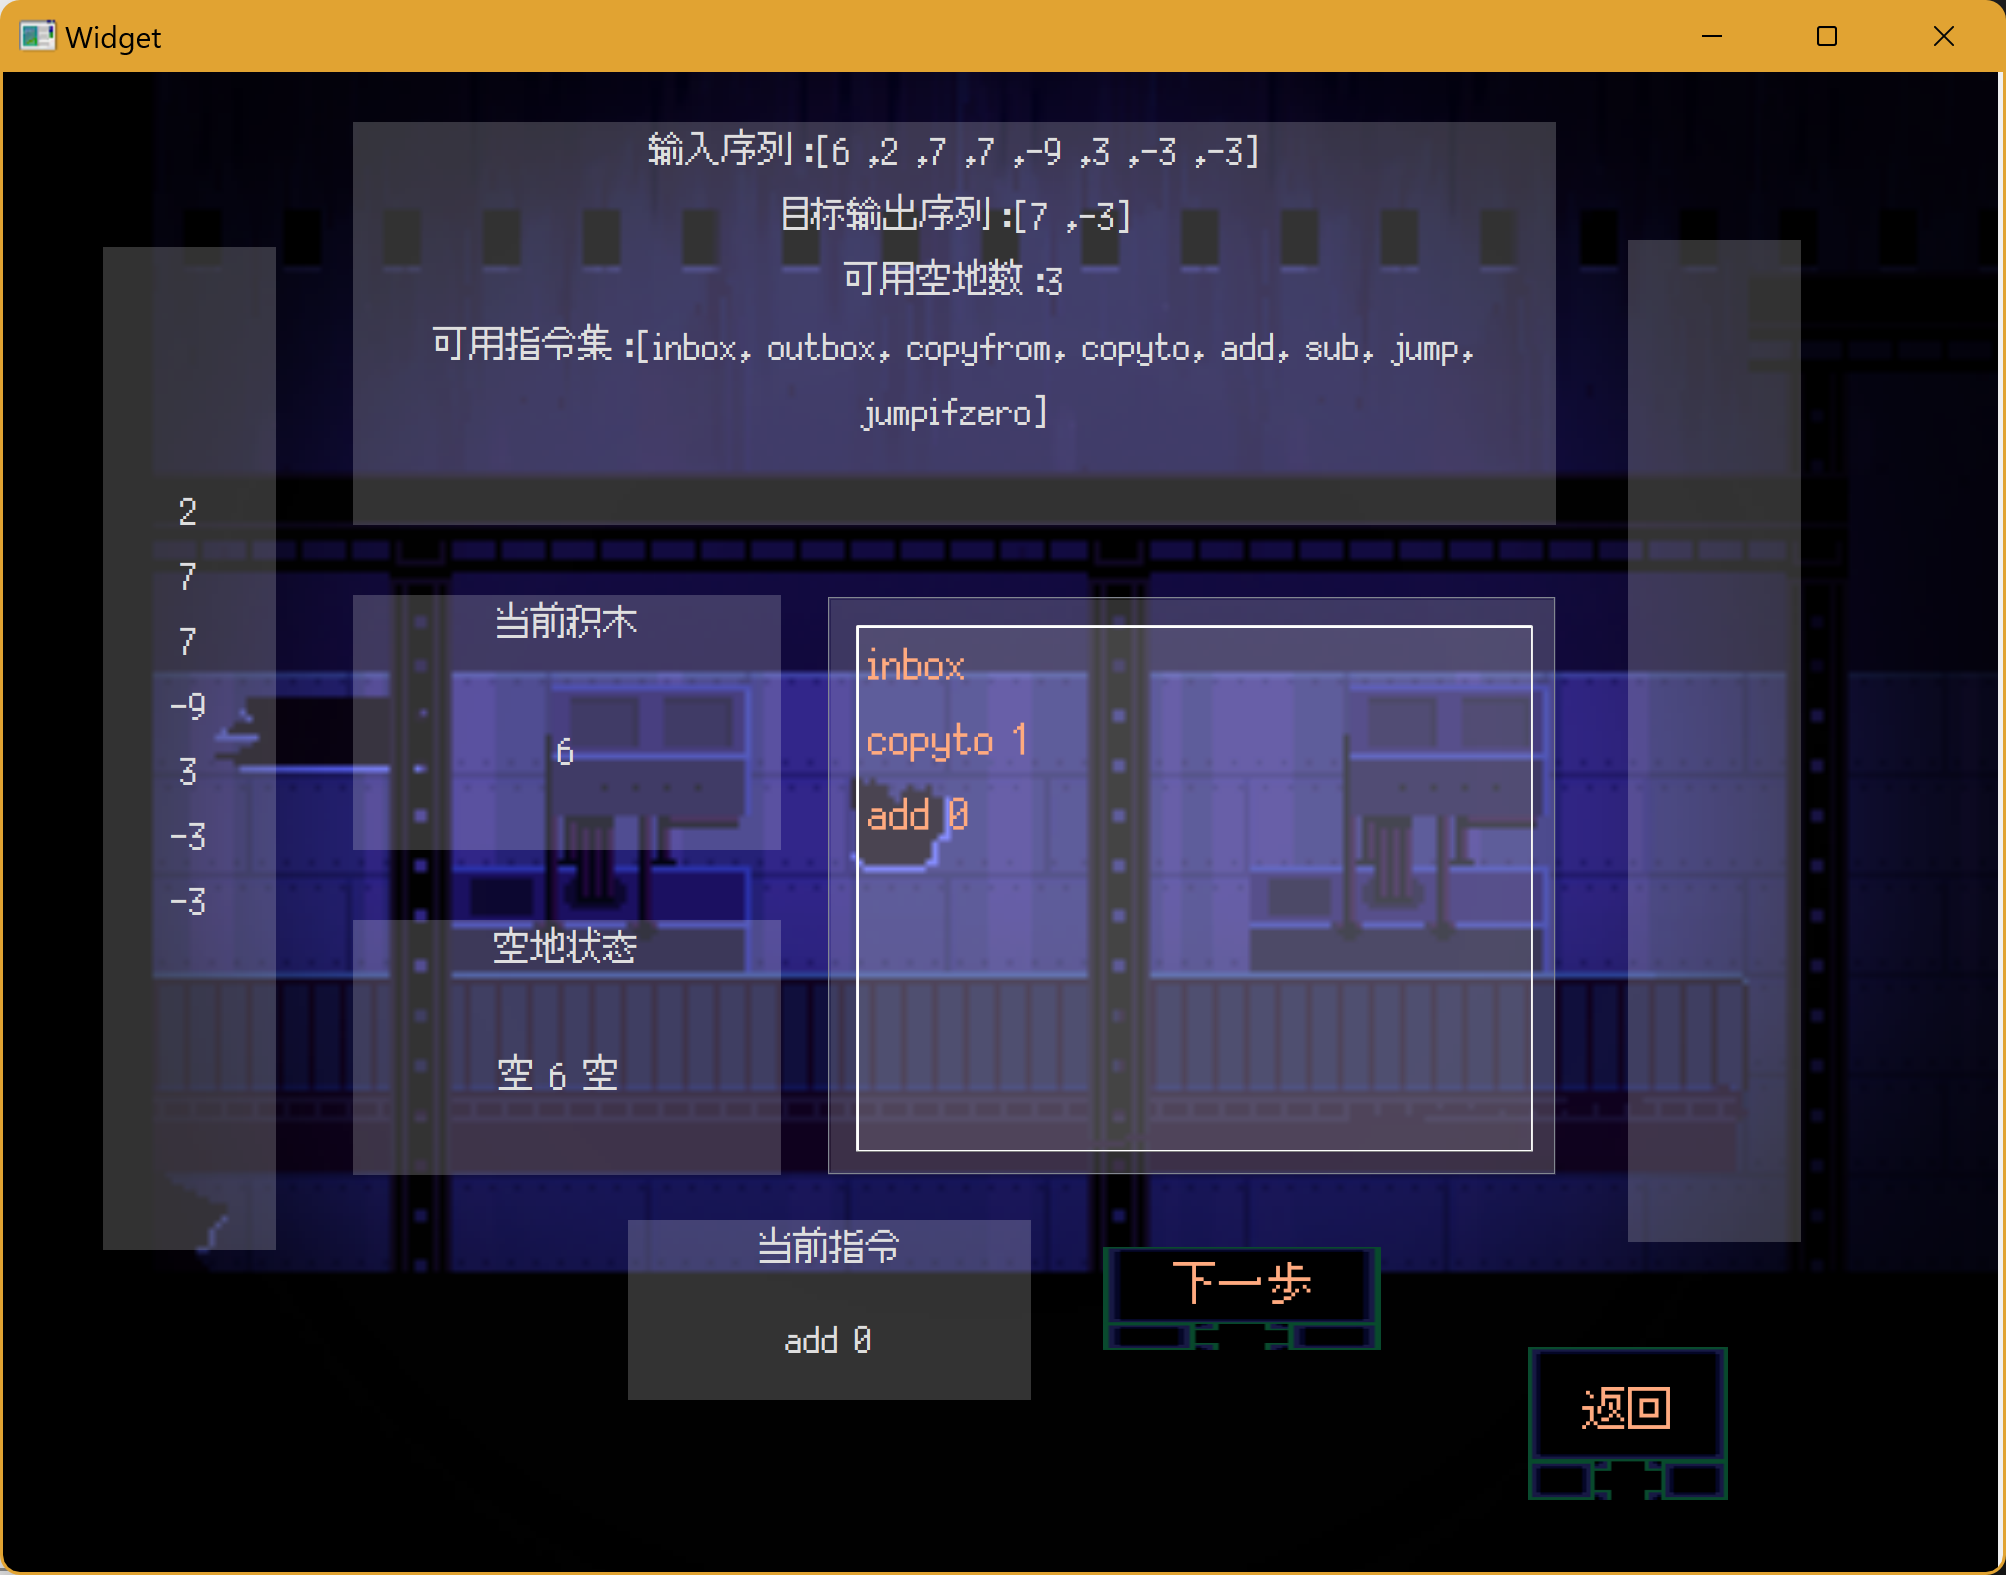 Widget
输入序列 :[6 ,2 ,7 ,7 ,-9 ,3 ,-3 ,-3]
目标输出序列 :[7 ,-3]
可用空地数 :3
可用指令集 :[inbox, outbox, copyfrom, copyto, add, sub, jump,
jumpifzero]
2
7
7
-9
3
-3
-3
当前积木
6
空地状态
空 6 空
inbox
copyto 1
add 0
当前指令
add 0
下一步
返回